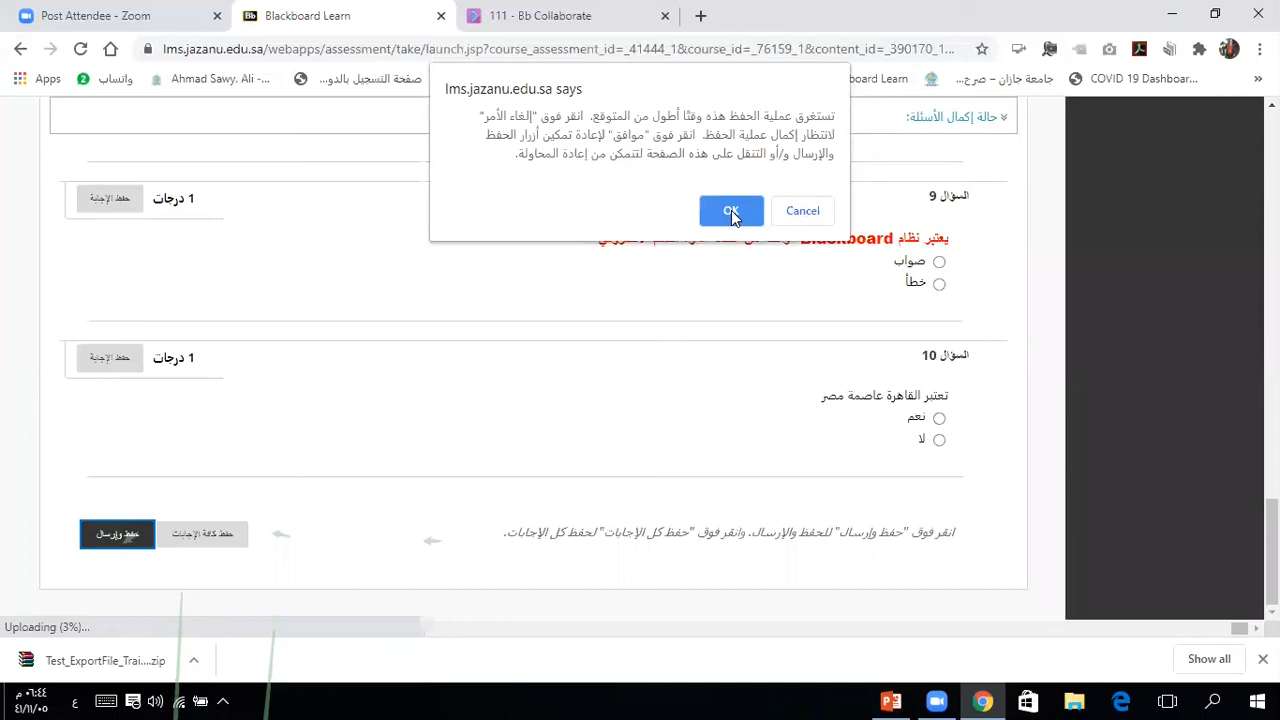 Post Attendee - Zoom
Blackboard Learn
111 - Bb Collaborate
lms.jazanu.edu.sa/webapps/assessment/take/launch.jsp?course_assessment_id=_41444_1&course_id=_76159_1&content_id=_390170_1...
Apps
واتساب
Ahmad Sawy. Ali -...
صفحة التسجيل بالدو...
ard Learn
جامعة جازان – صرح...
COVID 19 Dashboar...
lms.jazanu.edu.sa says
تستغرق عملية الحفظ هذه وقتًا أطول من المتوقع. انقر فوق "إلغاء الأمر"
لانتظار إكمال عملية الحفظ. انقر فوق "موافق" لإعادة تمكين أزرار الحفظ
والإرسال و/أو التنقل على هذه الصفحة لتتمكن من إعادة المحاولة.
OK
Cancel
حالة إكمال الأسئلة:
السؤال 9
1 درجات
حفظ الإجابة
يعتبر نظام Blackboard
صواب
خطأ
السؤال 10
1 درجات
حفظ الإجابة
تعتبر القاهرة عاصمة مصر
نعم
لا
انقر فوق "حفظ وإرسال" للحفظ والإرسال. وانقر فوق "حفظ كل الإجابات" لحفظ كل الإجابات.
حفظ كافة الإجابات
حفظ وإرسال
Uploading (3%)...
Test_ExportFile_Trai....zip
Show all
ع